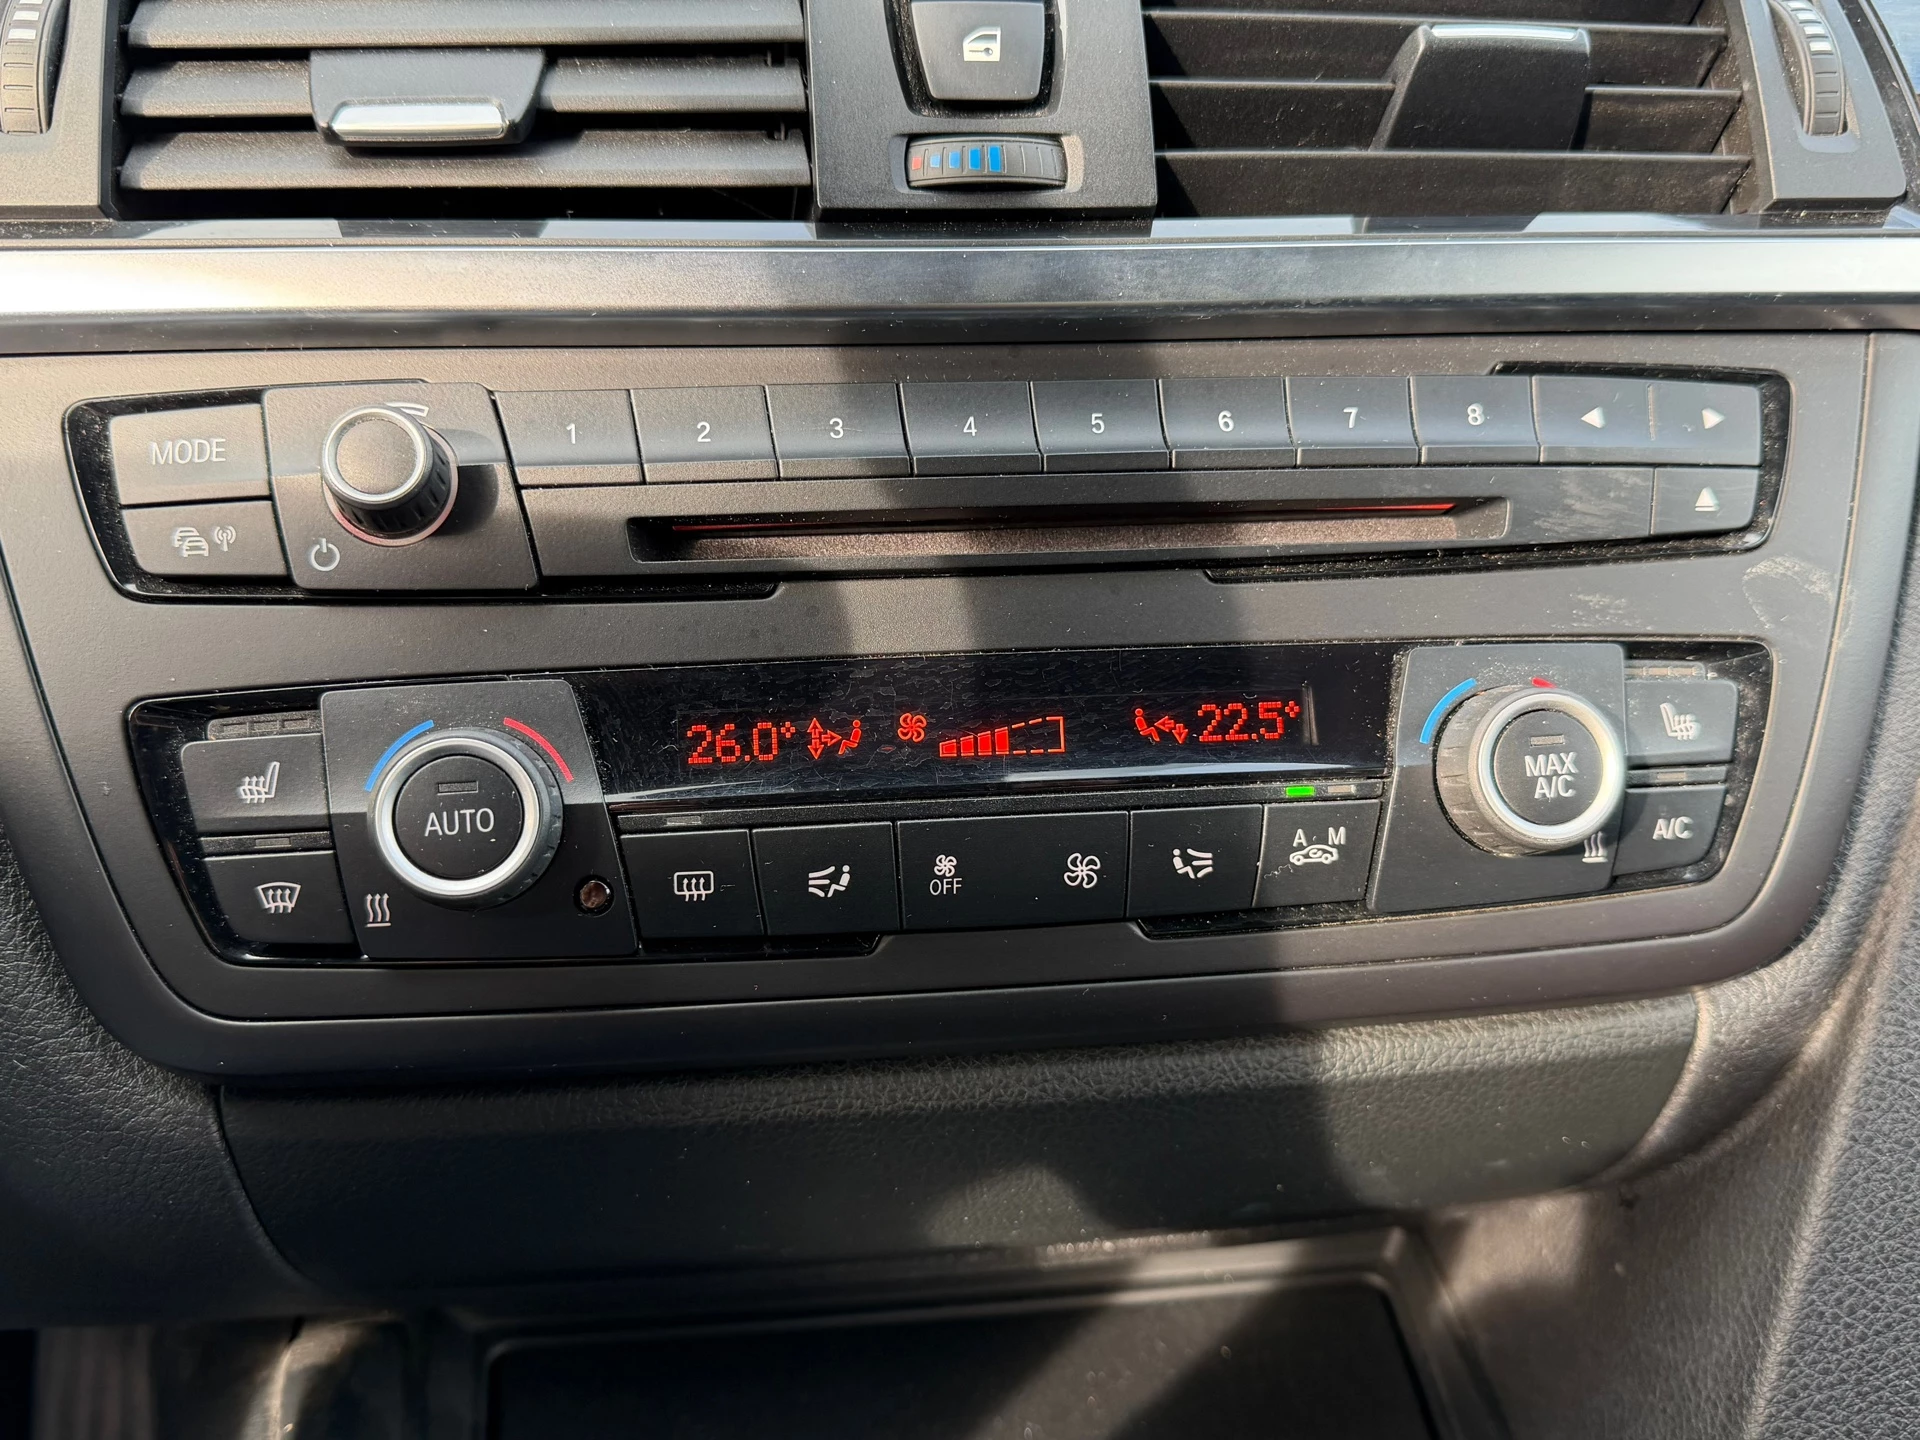 MODE
1 2 3 4 5 6 7 8
26.0° 22.5°
AUTO
MAX
A/C
OFF
A M
A/C